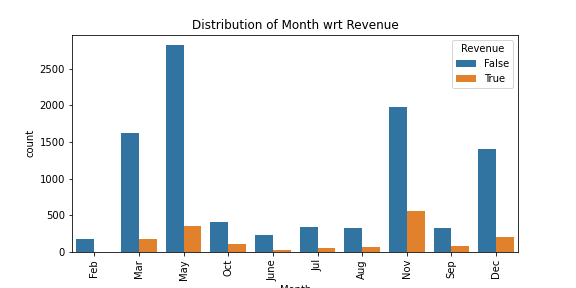 Distribution of Month wrt Revenue
Revenue
False
True
count
2500
2000
1500
1000
500
0
Feb
Mar
May
Oct
June
Jul
Aug
Nov
Sep
Dec
Month